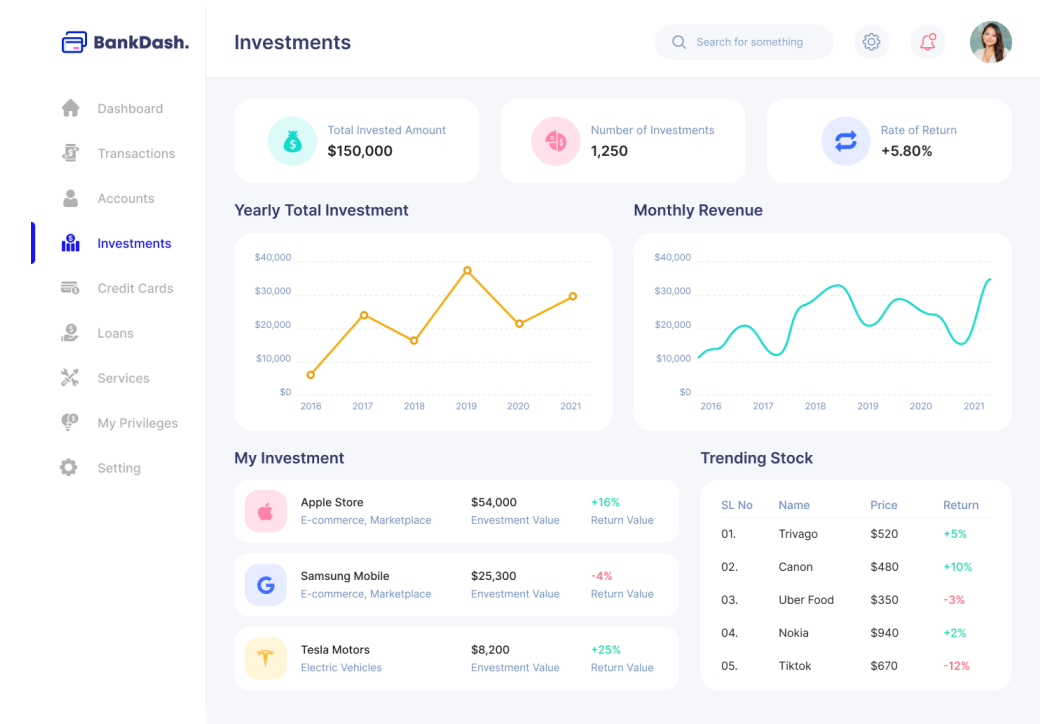 BankDash.
Investments
Search for something
Dashboard
Transactions
Accounts
Investments
Credit Cards
Loans
Services
My Privileges
Setting
Total Invested Amount
$150,000
Number of Investments
1,250
Rate of Return
+5.80%
Yearly Total Investment
$40,000
$30,000
$20,000
$10,000
$0
2016 2017 2018 2019 2020 2021
Monthly Revenue
$40,000
$30,000
$20,000
$10,000
$0
2016 2017 2018 2019 2020 2021
My Investment
Apple Store $54,000 +16%
E-commerce, Marketplace Envestment Value Return Value
Samsung Mobile $25,300 -4%
E-commerce, Marketplace Envestment Value Return Value
Tesla Motors $8,200 +25%
Electric Vehicles Envestment Value Return Value
Trending Stock
SL No Name Price Return
01. Trivago $520 +5%
02. Canon $480 +10%
03. Uber Food $350 -3%
04. Nokia $940 +2%
05. Tiktok $670 -12%